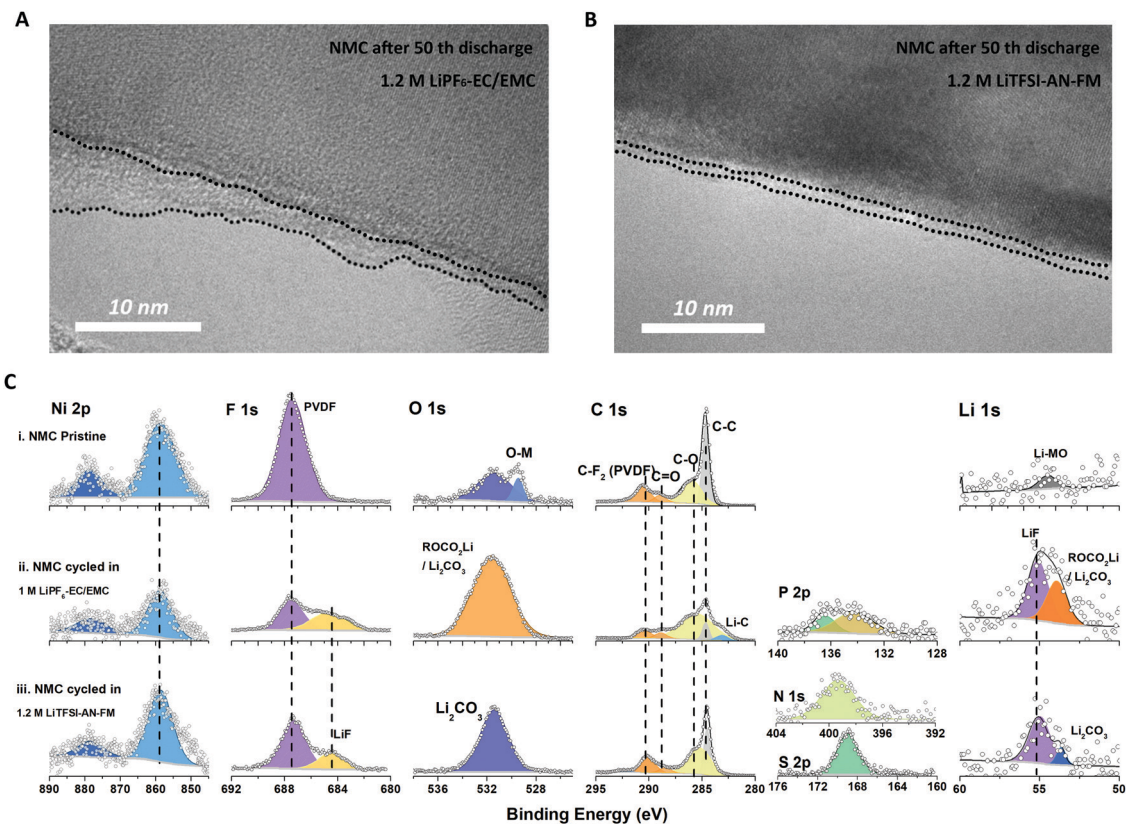 A
NMC after 50 th discharge
1.2 M LiPF₆-EC/EMC
10 nm
B
NMC after 50 th discharge
1.2 M LiTFSI-AN-FM
10 nm
C
Ni 2p
F 1s
O 1s
C 1s
Li 1s
i. NMC Pristine
PVDF
O-M
C-F₂ (PVDF)
C=O
C-O
C-C
Li-MO
ii. NMC cycled in
1 M LiPF₆-EC/EMC
ROCO₂Li
/ Li₂CO₃
Li-C
P 2p
140 136 132 128
LiF
ROCO₂Li
/ Li₂CO₃
iii. NMC cycled in
1.2 M LiTFSI-AN-FM
LiF
Li₂CO₃
N 1s
404 400 396 392
S 2p
Li₂CO₃
890 880 870 860 850
692 688 684 680
532 528
295 290 285 280
176 172 168 164 160
60 55 50
Binding Energy (eV)